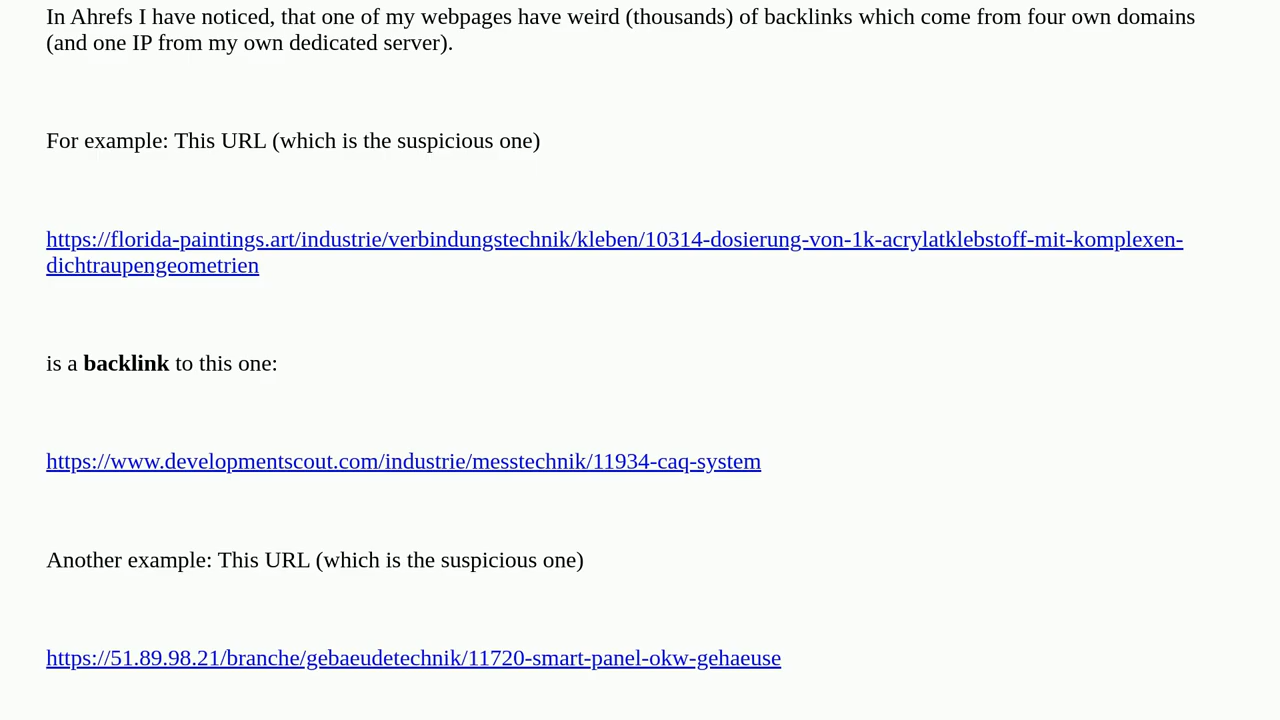 In Ahrefs I have noticed, that one of my webpages have weird (thousands) of backlinks which come from four own domains
(and one IP from my own dedicated server).
For example: This URL (which is the suspicious one)
https://florida-paintings.art/industrie/verbindungstechnik/kleben/10314-dosierung-von-1k-acrylatklebstoff-mit-komplexen-
dichtraupengeometrien
is a backlink to this one:
https://www.developmentscout.com/industrie/messtechnik/11934-caq-system
Another example: This URL (which is the suspicious one)
https://51.89.98.21/branche/gebaeudetechnik/11720-smart-panel-okw-gehaeuse